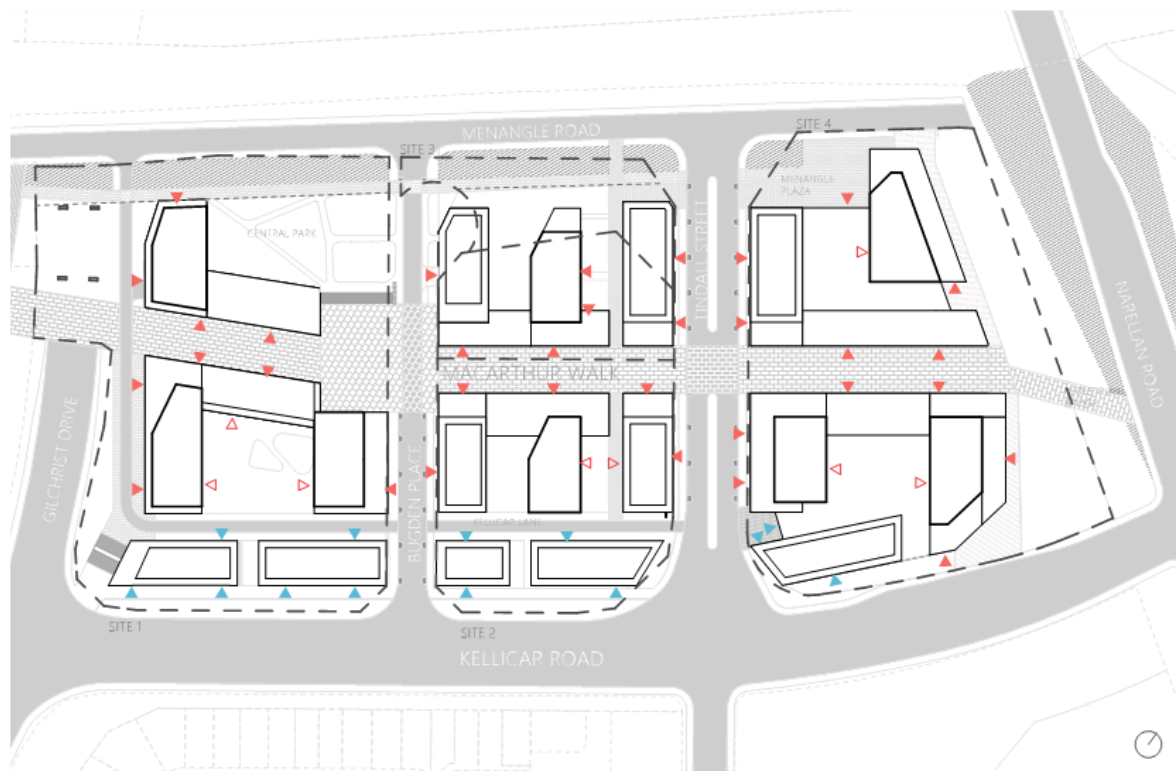 MENANGLE ROAD
SITE 4
SITE 3
MENANGLE
PLAZA
CENTRAL PARK
TINDALL STREET
NARELLAN ROAD
MACARTHUR WALK
GILCHRIST DRIVE
BUGDEN PLACE
KELLICAR LANE
SITE 1
SITE 2
KELLICAR ROAD